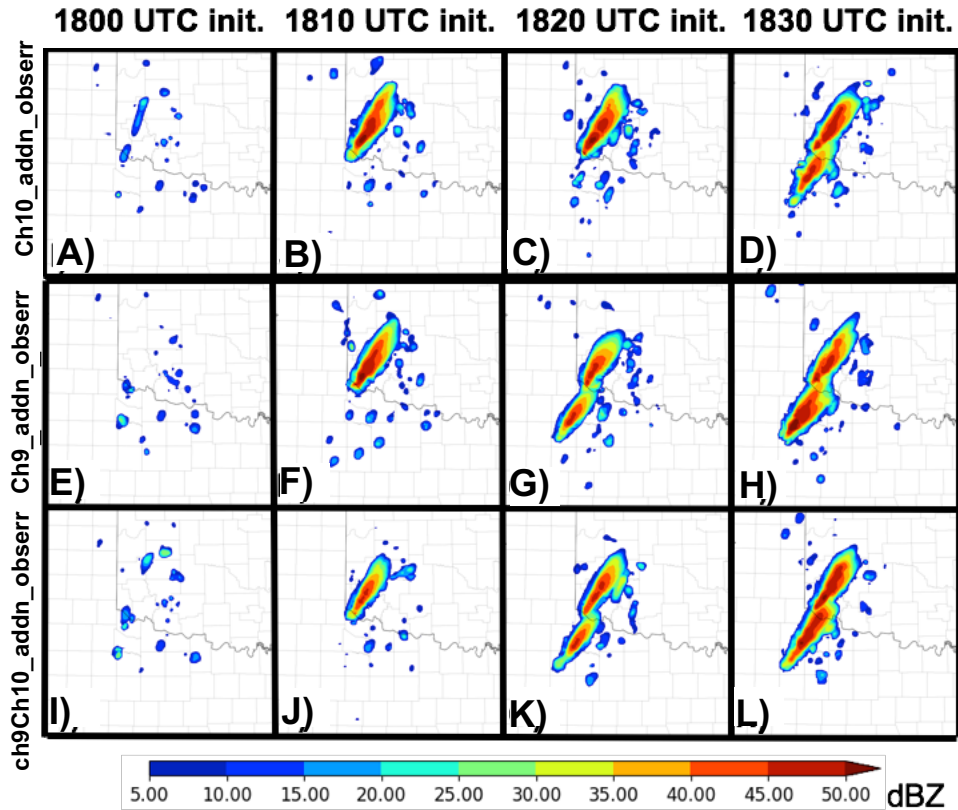 1800 UTC init. 1810 UTC init. 1820 UTC init. 1830 UTC init.
Ch10_addn_obserr
A) B) C) D)
Ch9_addn_obserr
E) F) G) H)
ch9Ch10_addn_obserr
I), J) K) L)
5.00 10.00 15.00 20.00 25.00 30.00 35.00 40.00 45.00 50.00 dBZ